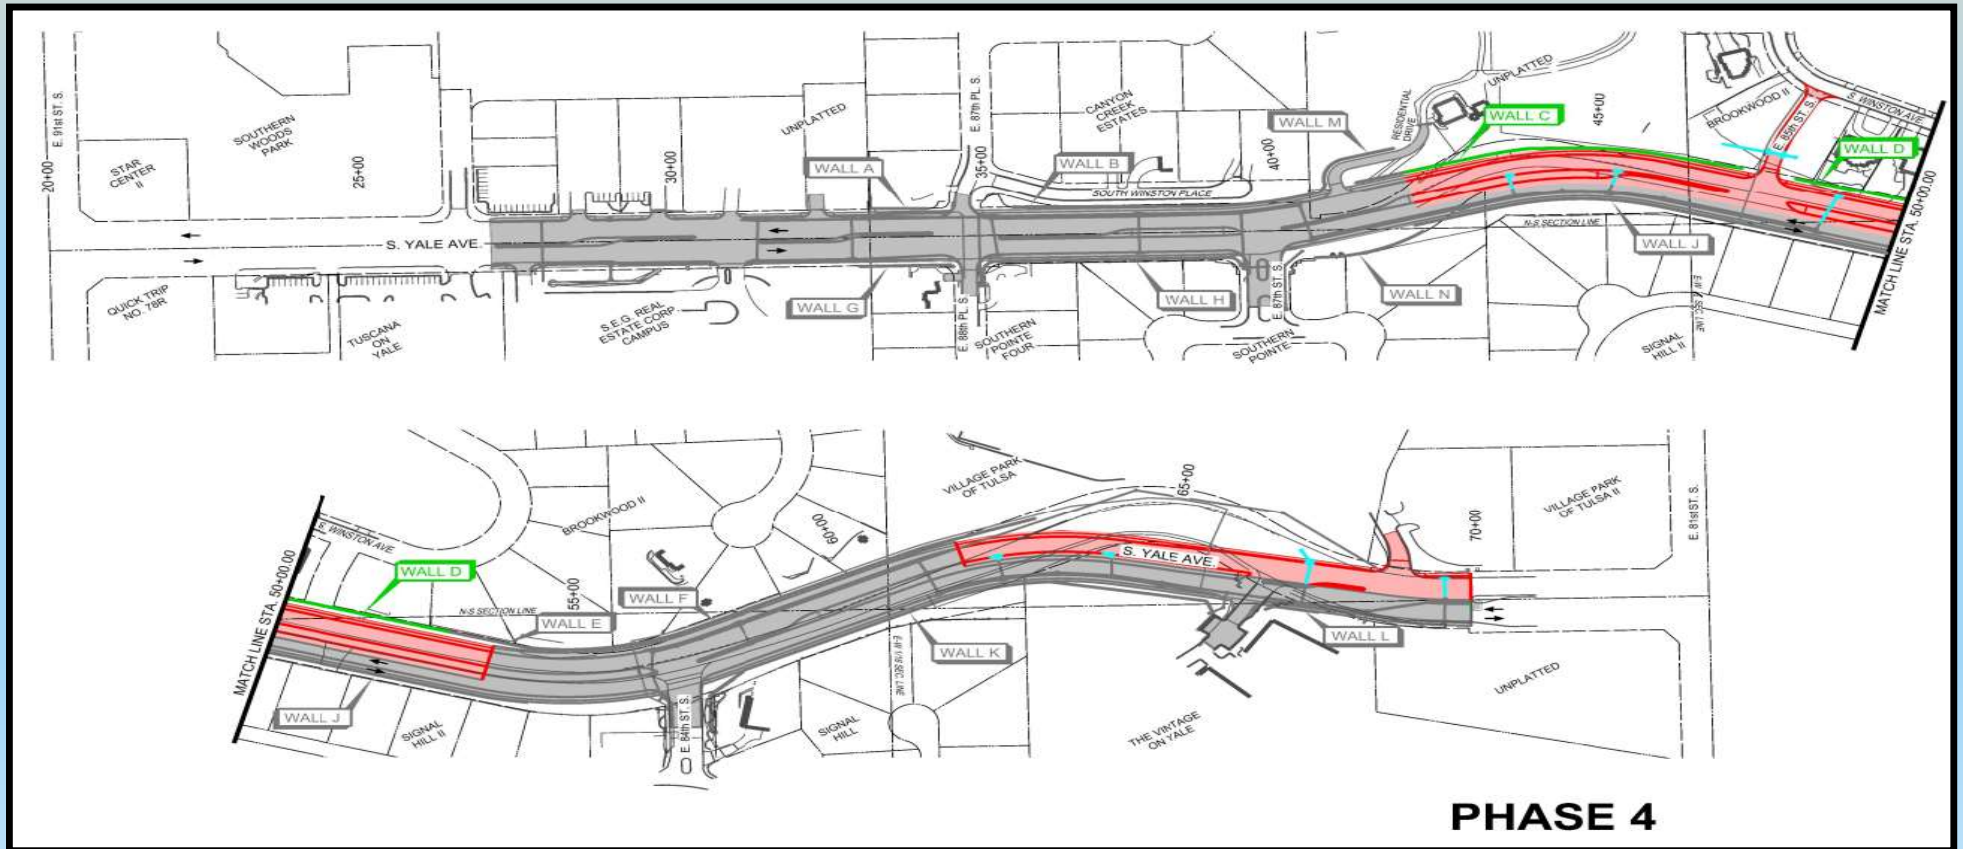 E. 91st ST. S.
20+00
STAR
CENTER
II
SOUTHERN
WOODS
PARK
25+00
30+00
UNPLATTED
WALL A
E. 87th PL. S.
35+00
CANYON
CREEK
ESTATES
WALL B
SOUTH WINSTON PLACE
WALL M
40+00
RESIDENTIAL
DRIVE
UNPLATTED
WALL C
45+00
BROOKWOOD II
E. 85th ST. S.
S. WINSTON AVE.
WALL D
MATCH LINE STA. 50+00.00
S. YALE AVE.
N-S SECTION LINE
WALL J
QUICK TRIP
NO. 78R
TUSCANA
ON
YALE
S.E.G. REAL
ESTATE CORP.
CAMPUS
WALL G
E. 88th PL. S.
SOUTHERN
POINTE
FOUR
WALL H
SOUTHERN
POINTE
E. 87th ST. S.
WALL N
SIGNAL
HILL II
MATCH LINE STA. 50+00.00
S. WINSTON AVE.
WALL D
N-S SECTION LINE
55+00
BROOKWOOD II
WALL F
WALL E
60+00
VILLAGE PARK
OF TULSA
65+00
S. YALE AVE.
70+00
VILLAGE PARK
OF TULSA II
E. 81st ST. S.
WALL J
SIGNAL
HILL II
E. 84th ST. S.
SIGNAL
HILL
E-W 1/16 SEC LINE
WALL K
WALL L
THE VINTAGE
ON YALE
UNPLATTED
PHASE 4